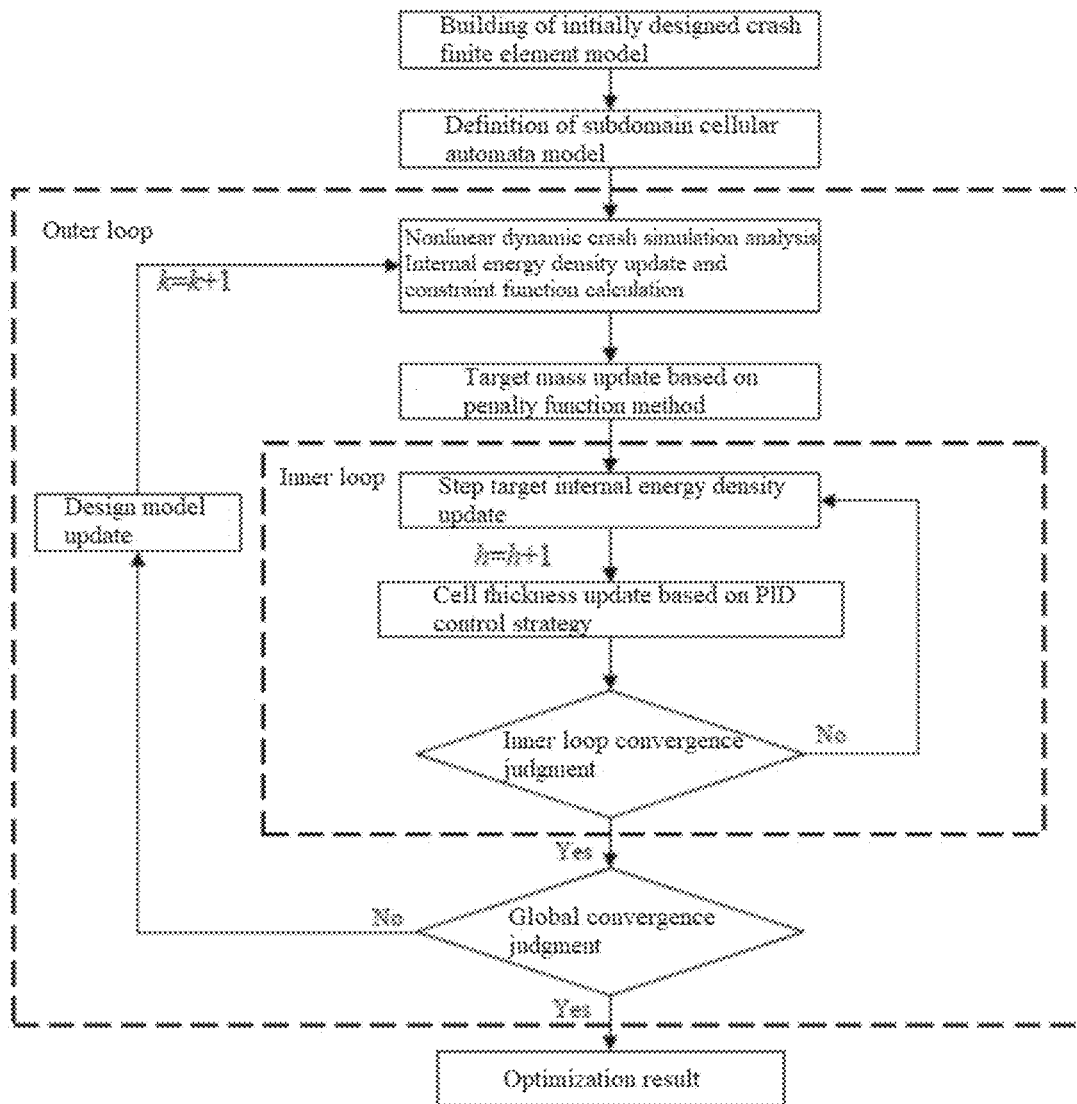 Building of initially designed crash
finite element model
Definition of subdomain cellular
automata model
Outer loop
Nonlinear dynamic crash simulation analysis
Internal energy density update and
constraint function calculation
k=k+1
Target mass update based on
penalty function method
Inner loop
Step target internal energy density
update
Design model
update
h=h+1
Cell thickness update based on PID
control strategy
Inner loop convergence
judgment
No
Yes
Global convergence
judgment
No
Yes
Optimization result